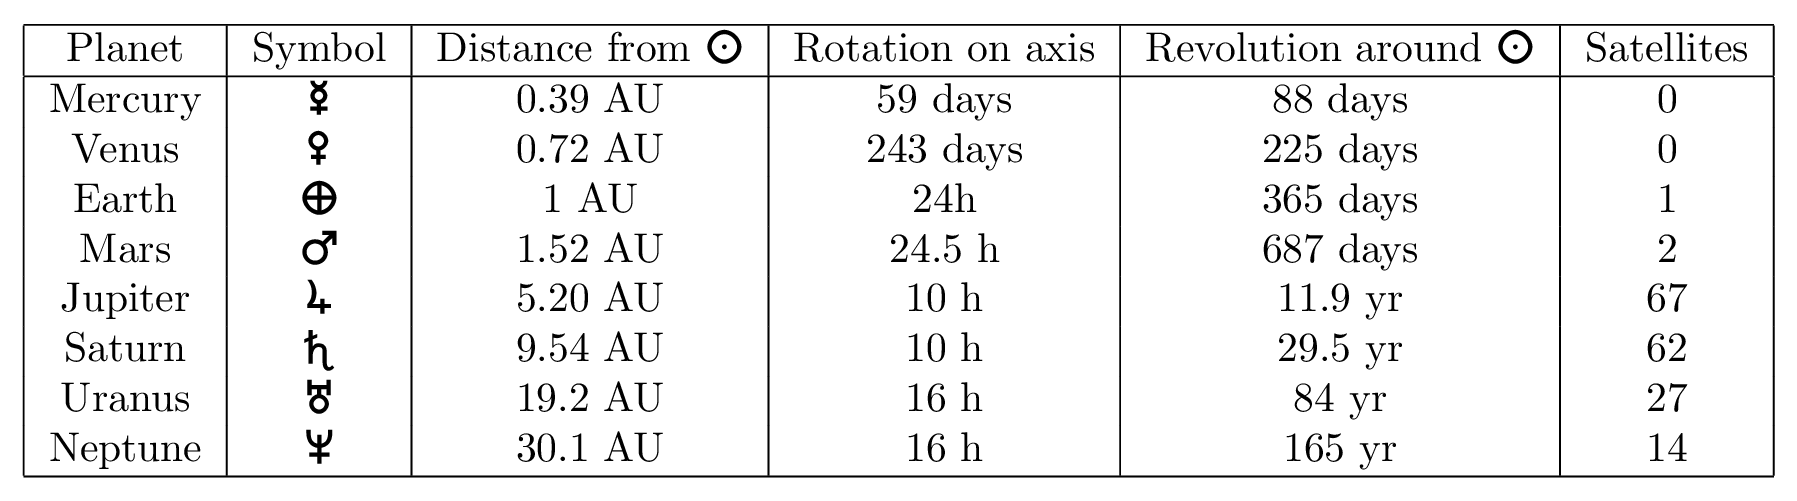 Planet Symbol Distance from ☉ Rotation on axis Revolution around ☉ Satellites
Mercury ☿ 0.39 AU 59 days 88 days 0
Venus ♀ 0.72 AU 243 days 225 days 0
Earth ⊕ 1 AU 24h 365 days 1
Mars ♂ 1.52 AU 24.5 h 687 days 2
Jupiter ♃ 5.20 AU 10 h 11.9 yr 67
Saturn ♄ 9.54 AU 10 h 29.5 yr 62
Uranus ♅ 19.2 AU 16 h 84 yr 27
Neptune ♆ 30.1 AU 16 h 165 yr 14